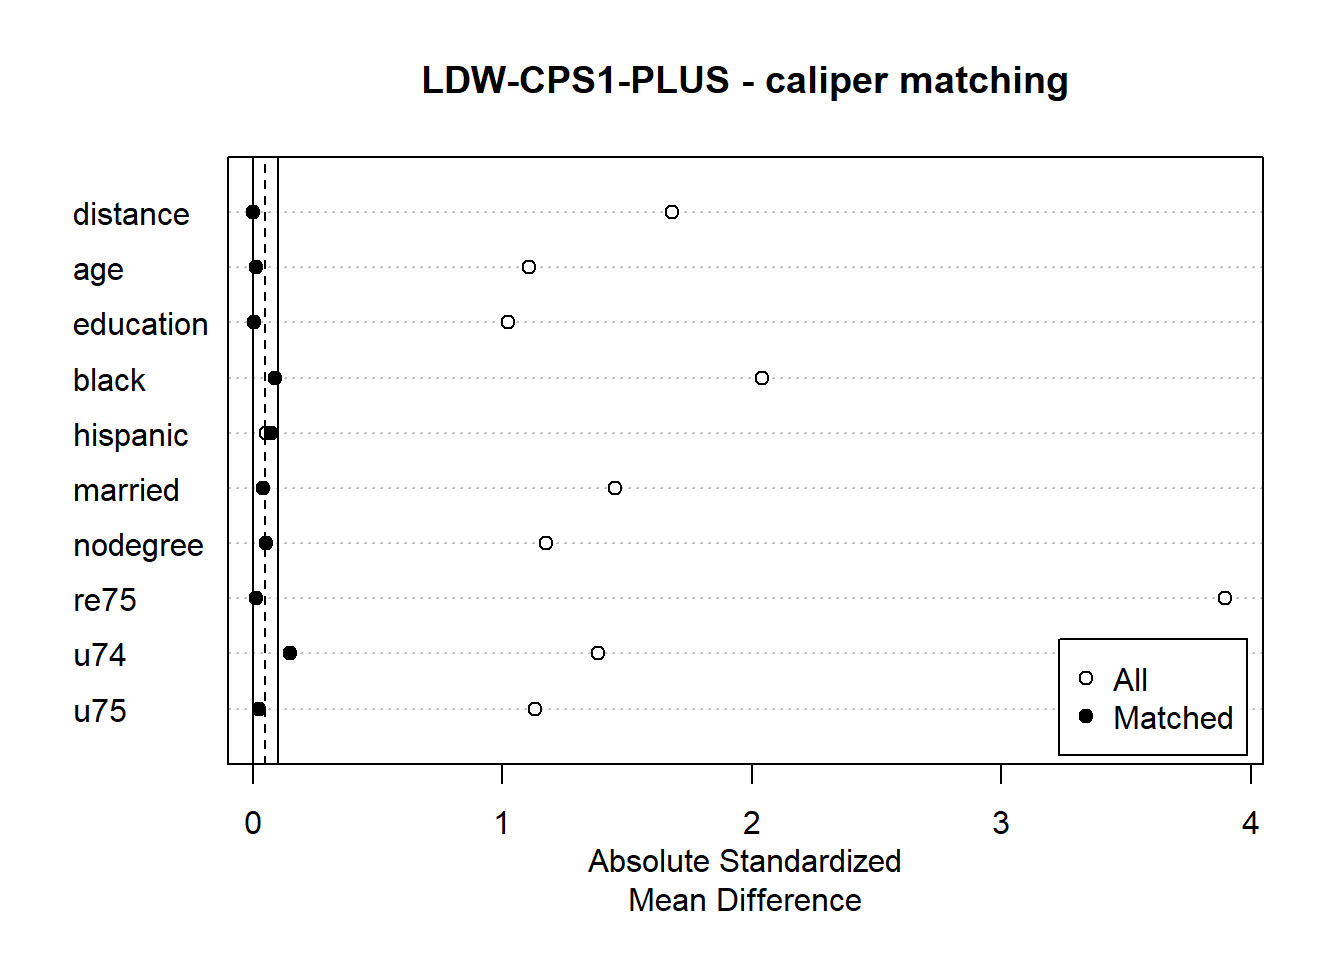 LDW-CPS1-PLUS - caliper matching
distance
age
education
black
hispanic
married
nodegree
re75
u74
u75
All
Matched
0 1 2 3 4
Absolute Standardized
Mean Difference